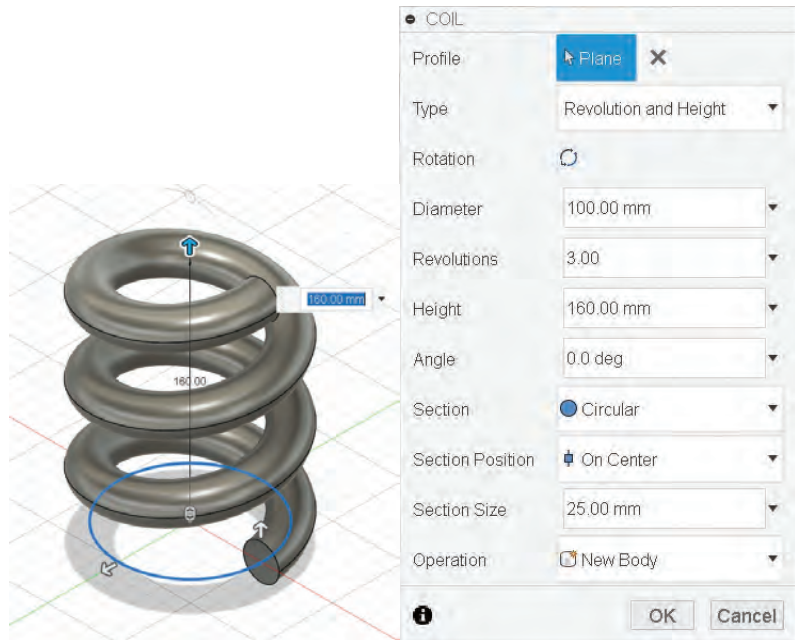 COIL
Profile
Plane
Type
Revolution and Height
Rotation
Diameter
100.00 mm
Revolutions
3.00
Height
160.00 mm
Angle
0.0 deg
Section
Circular
Section Position
On Center
Section Size
25.00 mm
Operation
New Body
OK
Cancel
160.00 mm
160.00